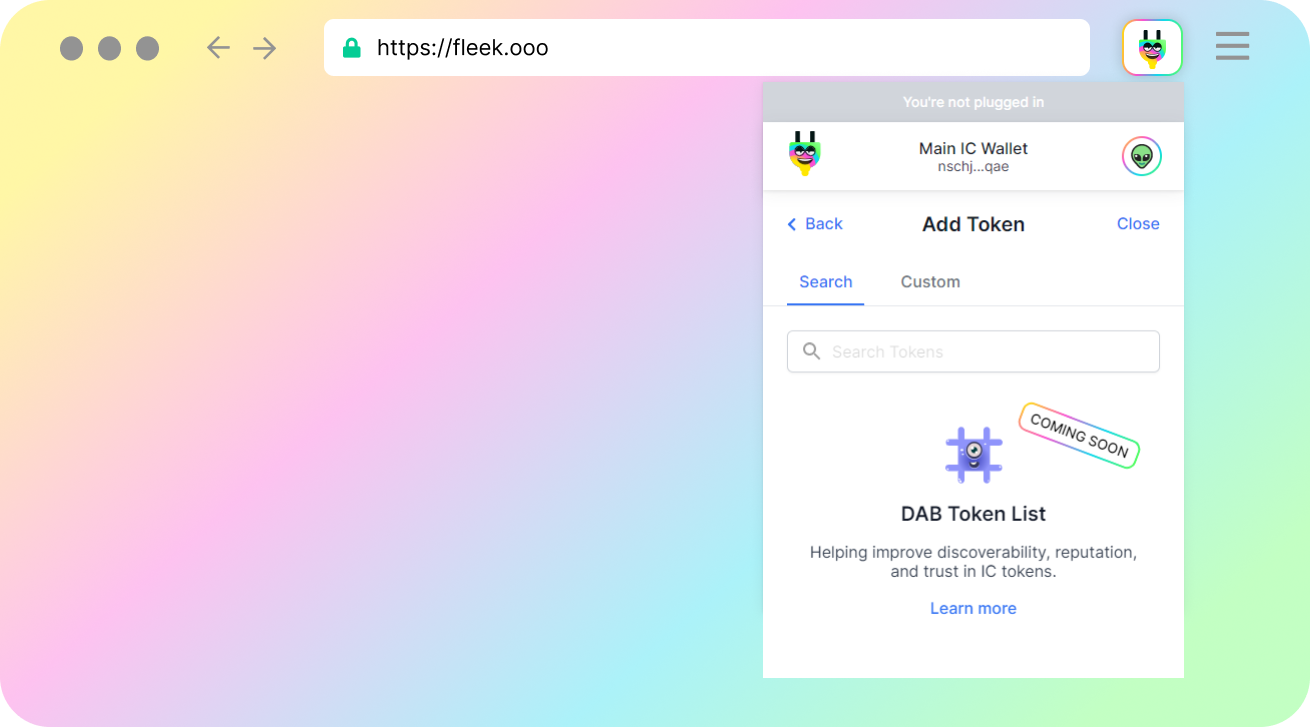 https://fleek.ooo
You're not plugged in
Main IC Wallet
nschj...qae
Back
Add Token
Close
Search
Custom
Search Tokens
COMING SOON
DAB Token List
Helping improve discoverability, reputation,
and trust in IC tokens.
Learn more